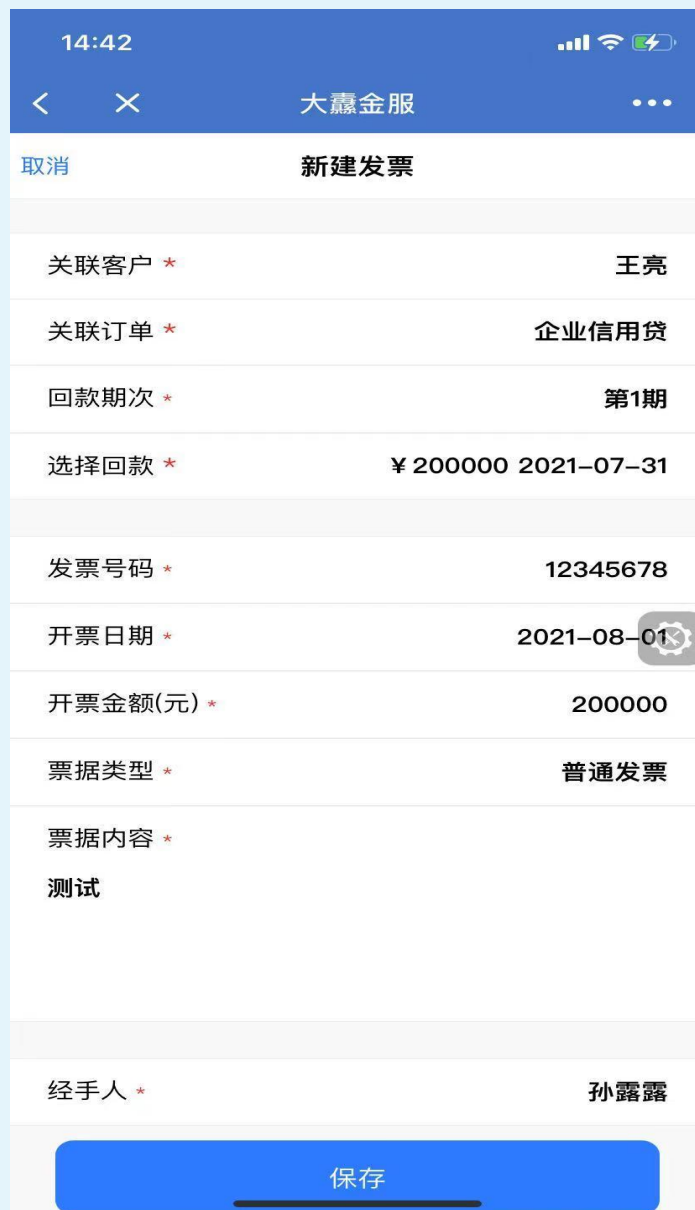 14:42
大纛金服
取消 新建发票
关联客户 * 王亮
关联订单 * 企业信用贷
回款期次 * 第1期
选择回款 * ¥200000 2021-07-31
发票号码 * 12345678
开票日期 * 2021-08-01
开票金额(元) * 200000
票据类型 * 普通发票
票据内容 *
测试
经手人 * 孙露露
保存